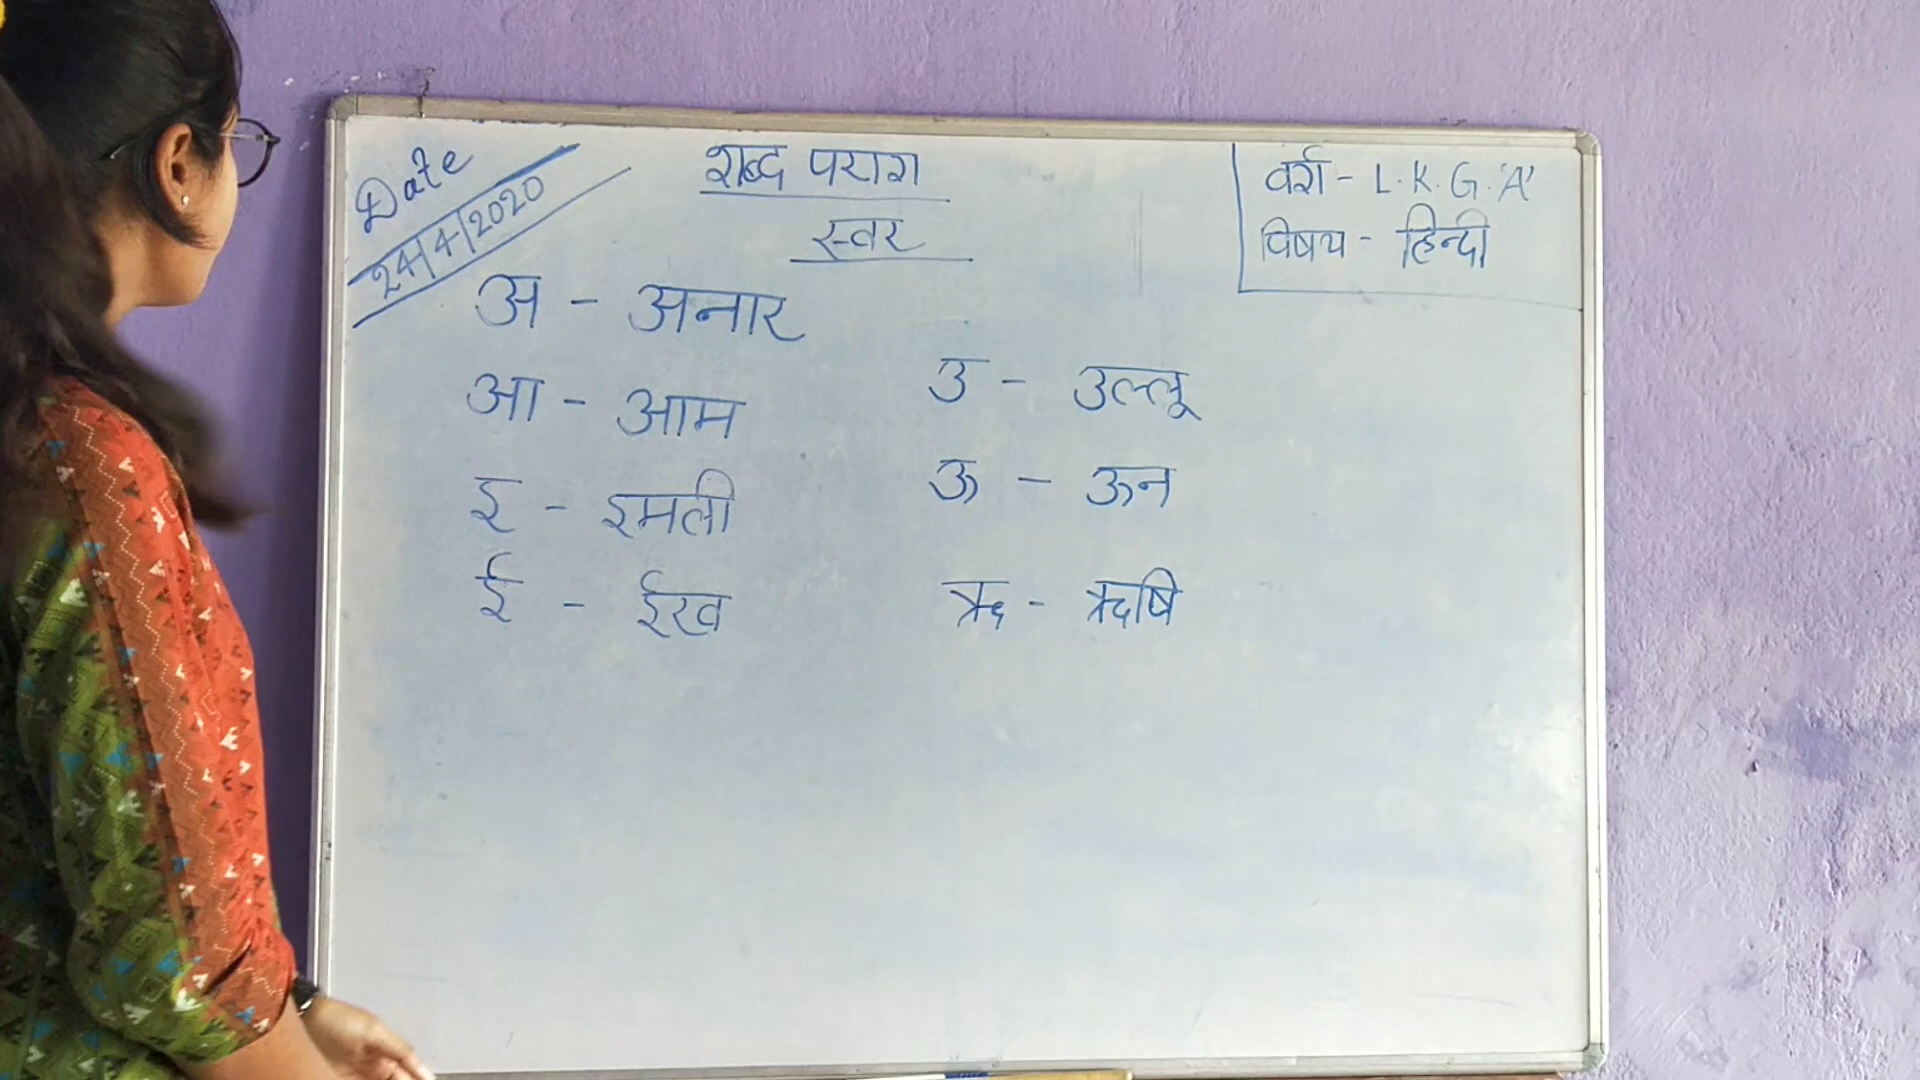 Date
24/4/2020
शब्द पराग
स्वर
वर्ग - L.K.G.'A'
विषय - हिन्दी
अ - अनार
आ - आम
इ - इमली
ई - ईख
उ - उल्लू
ऊ - ऊन
ऋ - ऋषि